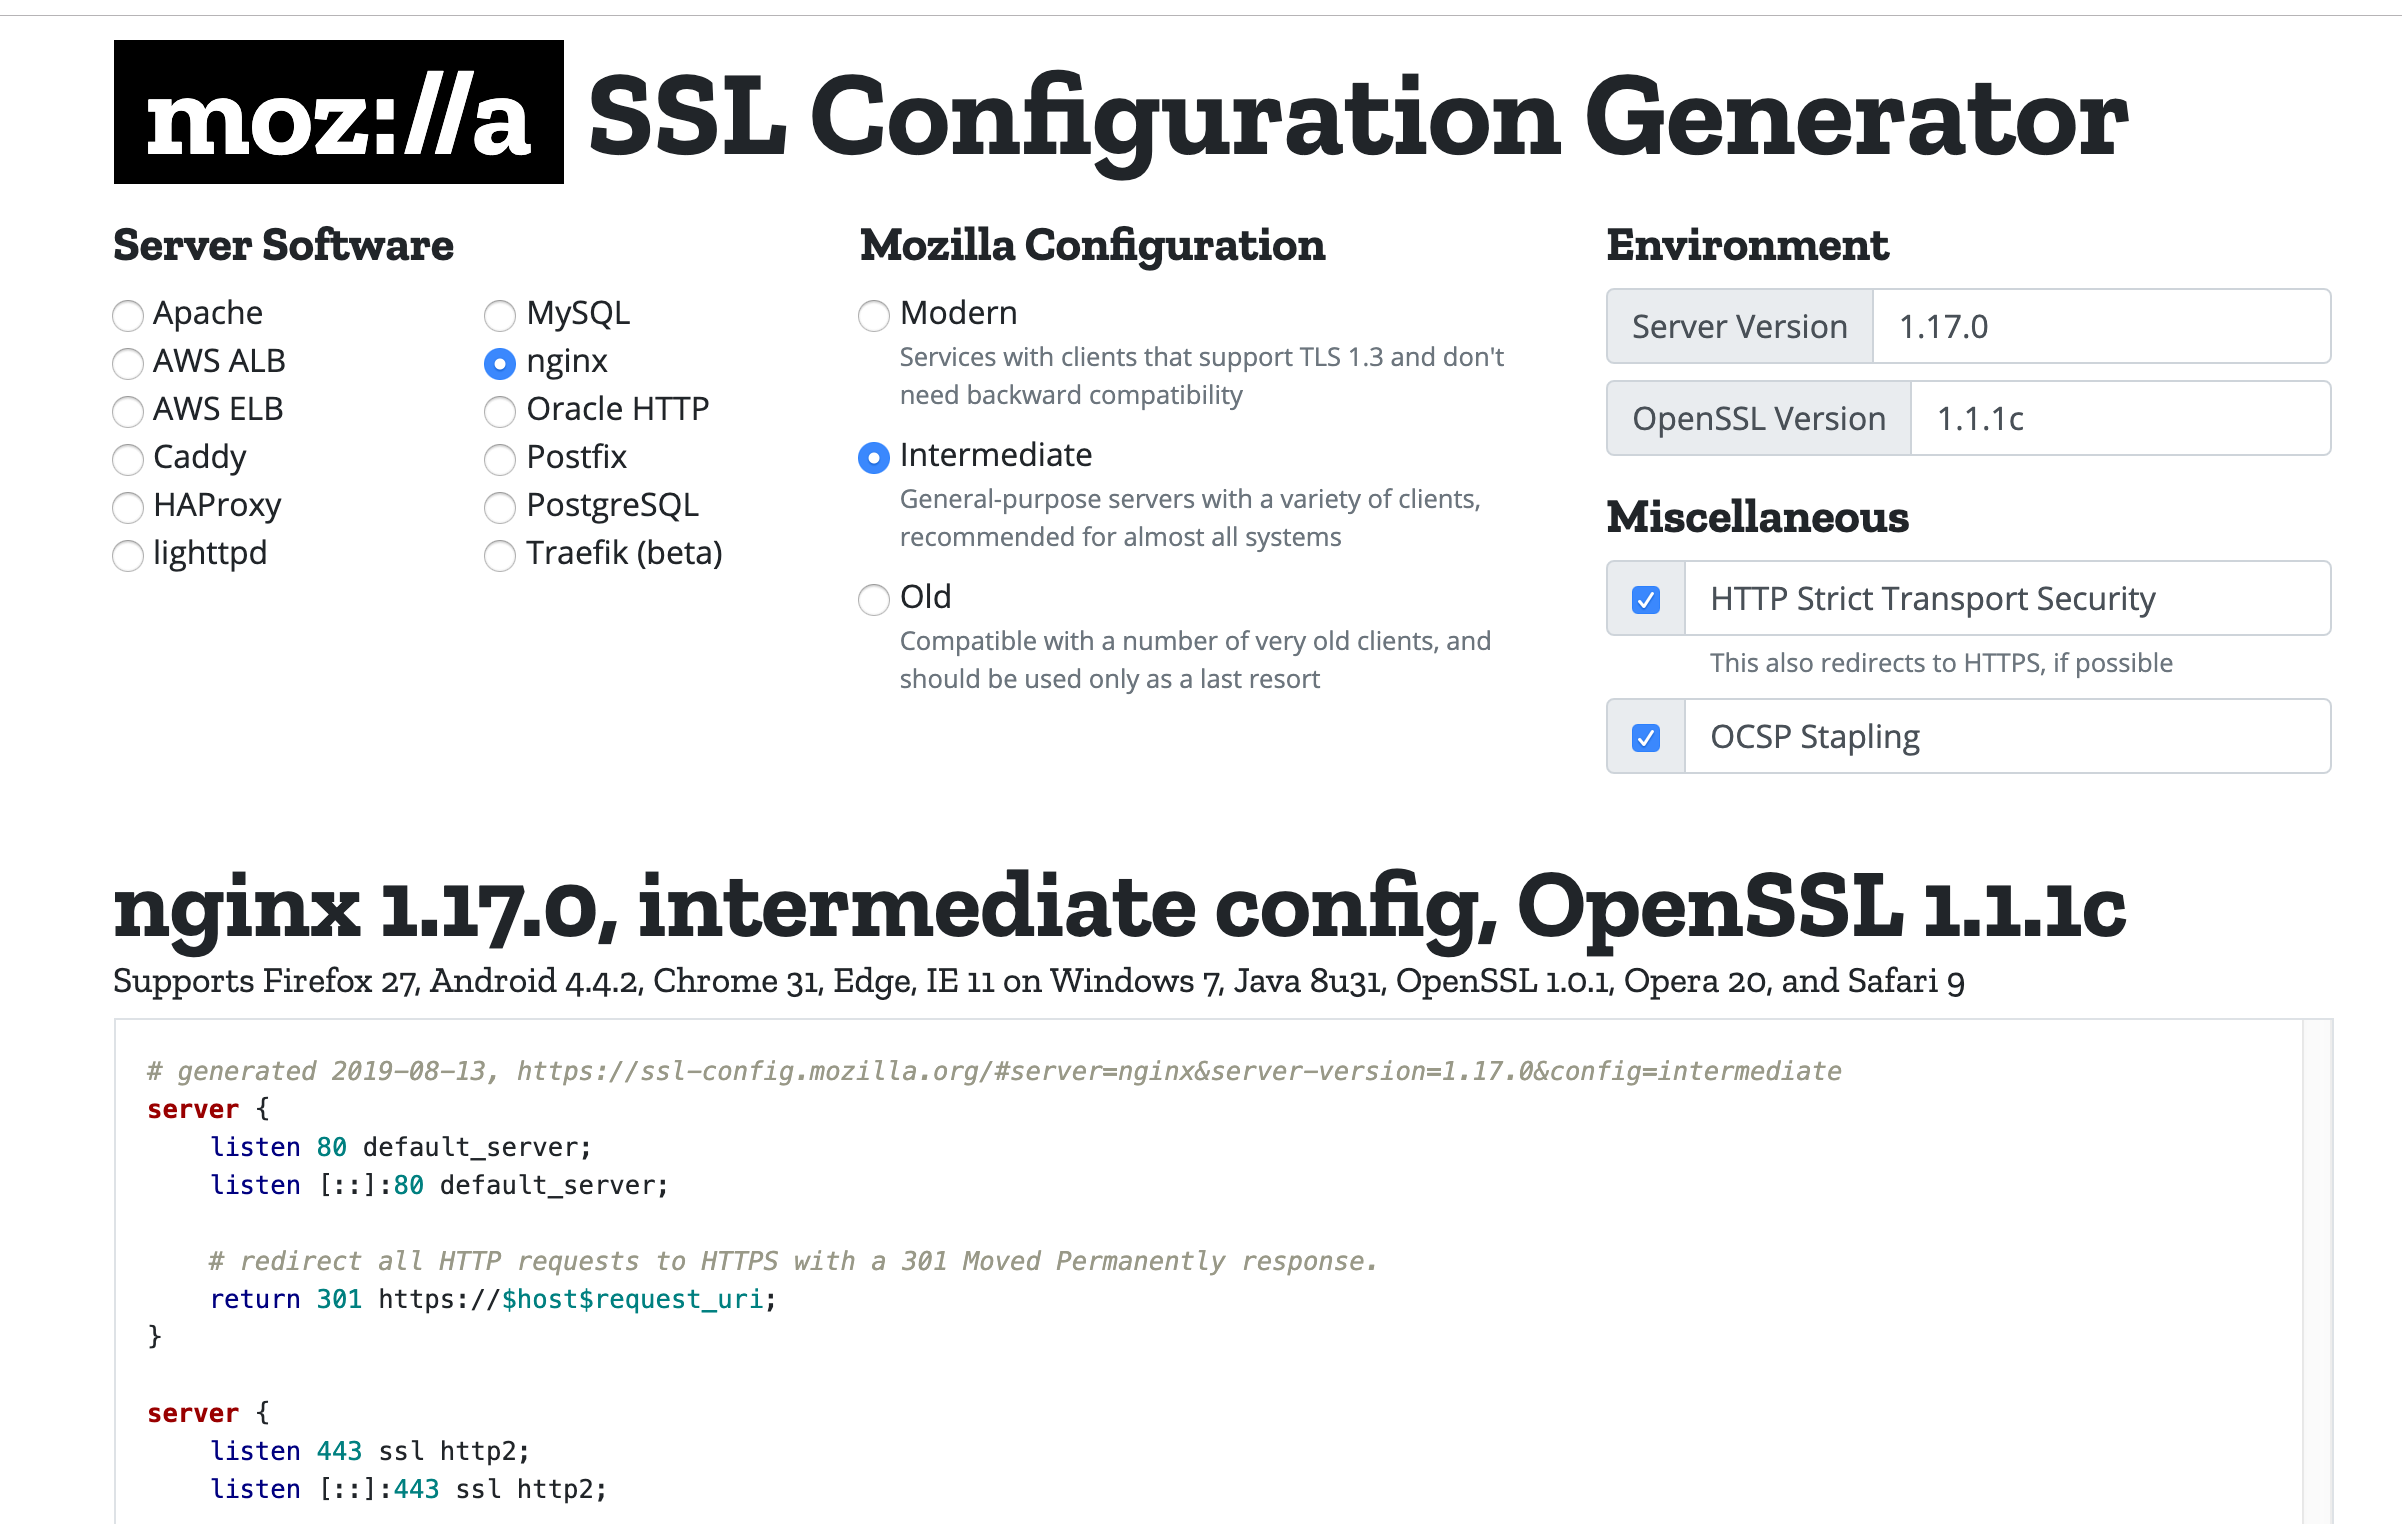 moz://a SSL Configuration Generator
Server Software
Apache
AWS ALB
AWS ELB
Caddy
HAProxy
lighttpd
MySQL
nginx
Oracle HTTP
Postfix
PostgreSQL
Traefik (beta)
Mozilla Configuration
Modern
Services with clients that support TLS 1.3 and don't
need backward compatibility
Intermediate
General-purpose servers with a variety of clients,
recommended for almost all systems
Old
Compatible with a number of very old clients, and
should be used only as a last resort
Environment
Server Version 1.17.0
OpenSSL Version 1.1.1c
Miscellaneous
HTTP Strict Transport Security
This also redirects to HTTPS, if possible
OCSP Stapling
nginx 1.17.0, intermediate config, OpenSSL 1.1.1c
Supports Firefox 27, Android 4.4.2, Chrome 31, Edge, IE 11 on Windows 7, Java 8u31, OpenSSL 1.0.1, Opera 20, and Safari 9
# generated 2019-08-13, https://ssl-config.mozilla.org/#server=nginx&server-version=1.17.0&config=intermediate
server {
    listen 80 default_server;
    listen [::]:80 default_server;
    # redirect all HTTP requests to HTTPS with a 301 Moved Permanently response.
    return 301 https://$host$request_uri;
}
server {
    listen 443 ssl http2;
    listen [::]:443 ssl http2;